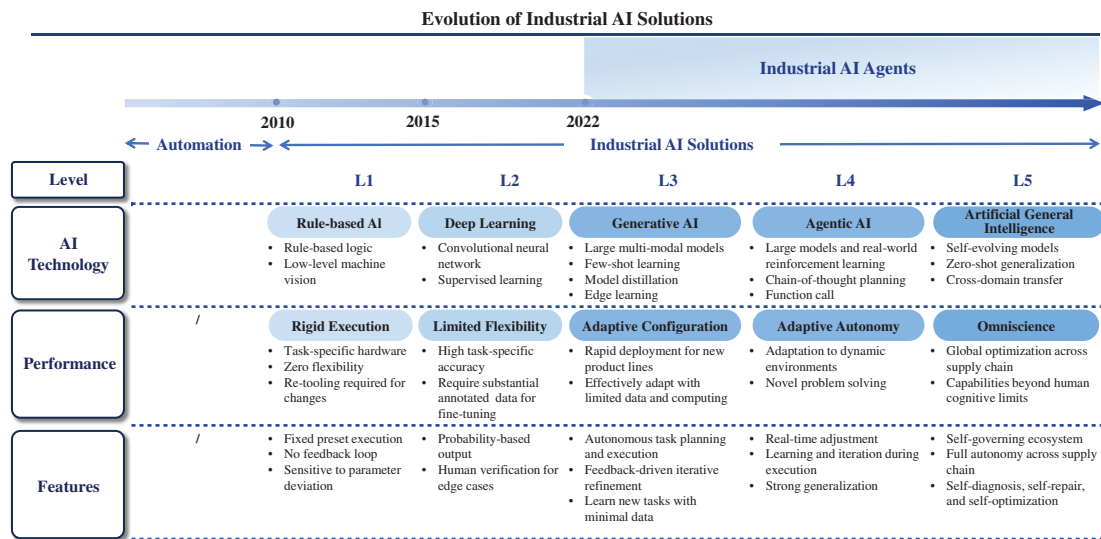 Evolution of Industrial AI Solutions
Industrial AI Agents
2010
2015
2022
Automation
Industrial AI Solutions
Level
L1
L2
L3
L4
L5
AI
Technology
Rule-based AI
• Rule-based logic
• Low-level machine
vision
Deep Learning
• Convolutional neural
network
• Supervised learning
Generative AI
• Large multi-modal models
• Few-shot learning
• Model distillation
• Edge learning
Agentic AI
• Large models and real-world
reinforcement learning
• Chain-of-thought planning
• Function call
Artificial General
Intelligence
• Self-evolving models
• Zero-shot generalization
• Cross-domain transfer
Performance
/
Rigid Execution
• Task-specific hardware
• Zero flexibility
• Re-tooling required for
changes
Limited Flexibility
• High task-specific
accuracy
• Require substantial
annotated data for
fine-tuning
Adaptive Configuration
• Rapid deployment for new
product lines
• Effectively adapt with
limited data and computing
Adaptive Autonomy
• Adaptation to dynamic
environments
• Novel problem solving
Omniscience
• Global optimization across
supply chain
• Capabilities beyond human
cognitive limits
Features
/
• Fixed preset execution
• No feedback loop
• Sensitive to parameter
deviation
• Probability-based
output
• Human verification for
edge cases
• Autonomous task planning
and execution
• Feedback-driven iterative
refinement
• Learn new tasks with
minimal data
• Real-time adjustment
• Learning and iteration during
execution
• Strong generalization
• Self-governing ecosystem
• Full autonomy across supply
chain
• Self-diagnosis, self-repair,
and self-optimization